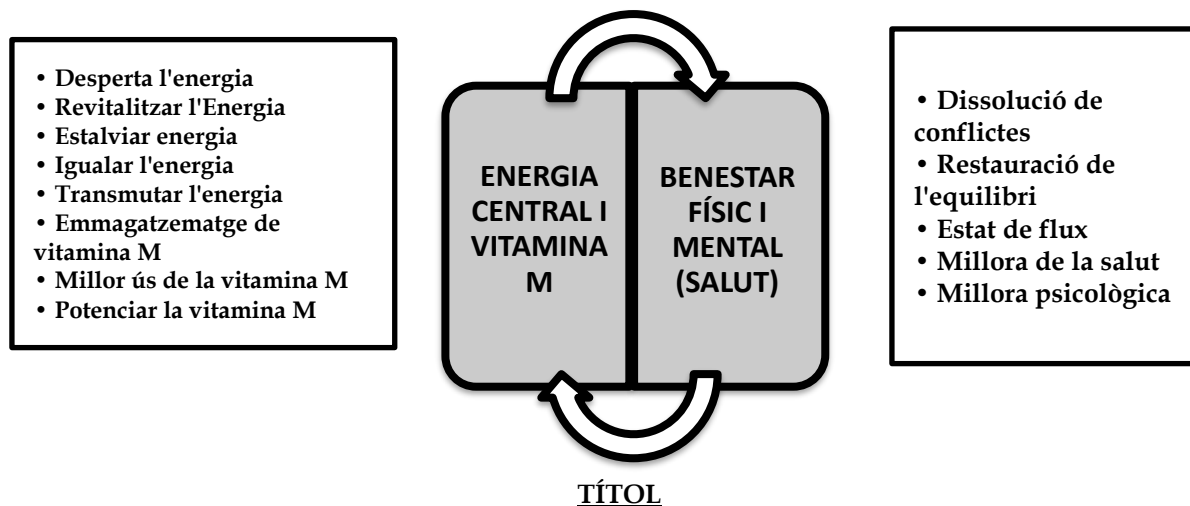 • Desperta l'energia
• Revitalitzar l'Energia
• Estalviar energia
• Igualar l'energia
• Transmutar l'energia
• Emmagatzematge de
vitamina M
• Millor ús de la vitamina M
• Potenciar la vitamina M
ENERGIA
CENTRAL I
VITAMINA
M
BENESTAR
FÍSIC I
MENTAL
(SALUT)
• Dissolució de
conflictes
• Restauració de
l'equilibri
• Estat de flux
• Millora de la salut
• Millora psicològica
TÍTOL